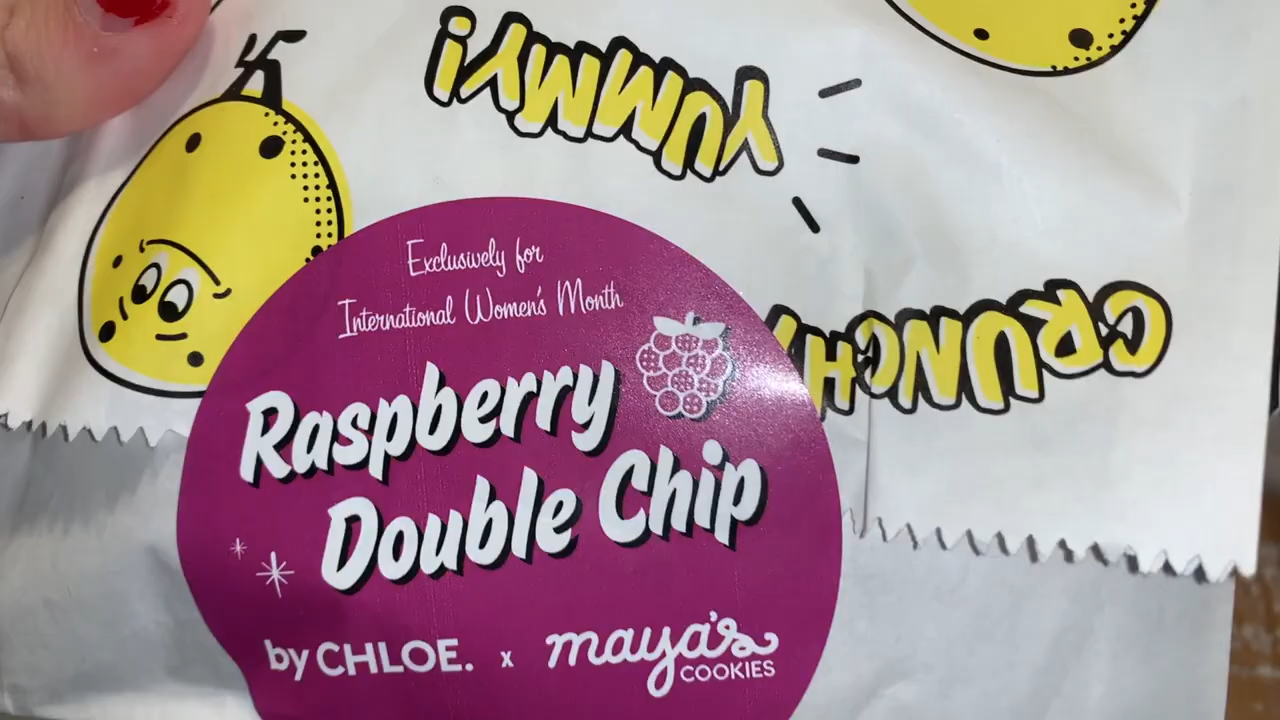 YUMMY!
CRUNCHY
Exclusively for
International Women's Month
Raspberry
Double Chip
by CHLOE. x maya's
COOKIES